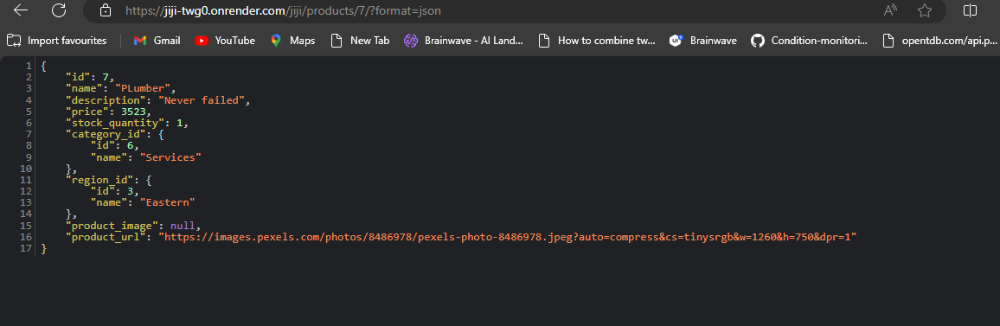 https://jiji-twg0.onrender.com/jiji/products/7/?format=json
Import favourites Gmail YouTube Maps New Tab Brainwave - AI Land... How to combine tw... Brainwave Condition-monitori... opentdb.com/api.p...
1 {
2 "id": 7,
3 "name": "PLumber",
4 "description": "Never failed",
5 "price": 3523,
6 "stock_quantity": 1,
7 "category_id": {
8 "id": 6,
9 "name": "Services"
10 },
11 "region_id": {
12 "id": 3,
13 "name": "Eastern"
14 },
15 "product_image": null,
16 "product_url": "https://images.pexels.com/photos/8486978/pexels-photo-8486978.jpeg?auto=compress&cs=tinysrgb&w=1260&h=750&dpr=1"
17 }